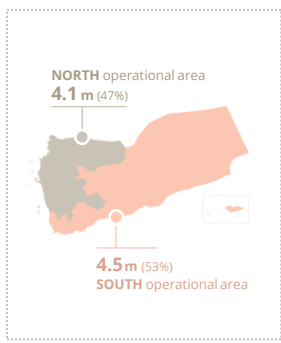 NORTH operational area
4.1 m (47%)
4.5 m (53%)
SOUTH operational area